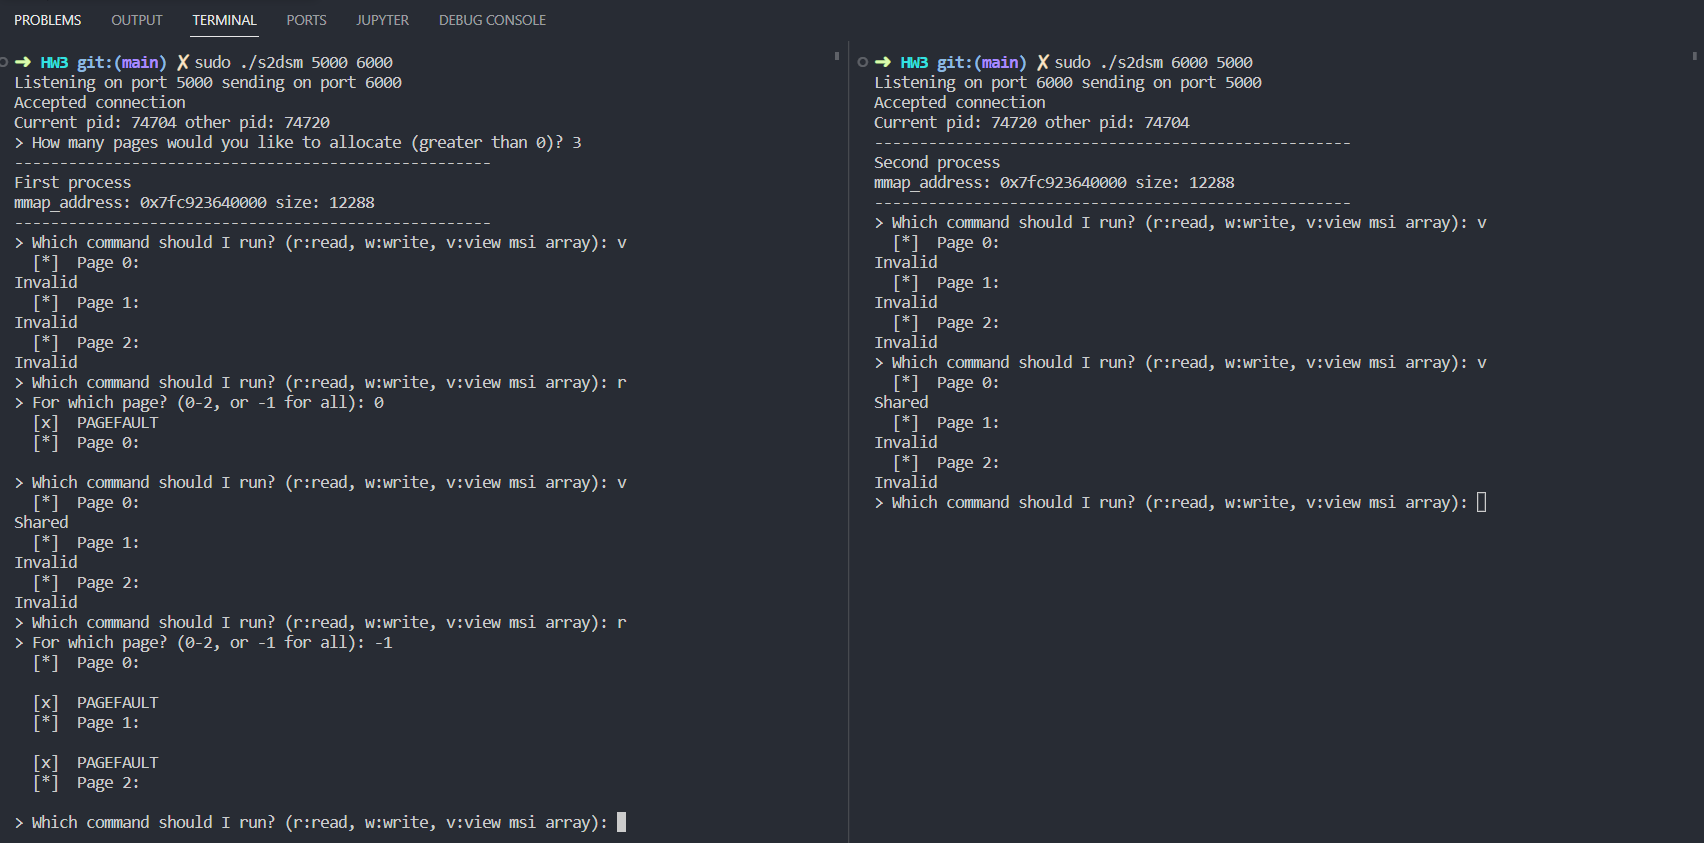 PROBLEMS OUTPUT TERMINAL PORTS JUPYTER DEBUG CONSOLE
➜ HW3 git:(main) ✗ sudo ./s2dsm 5000 6000
Listening on port 5000 sending on port 6000
Accepted connection
Current pid: 74704 other pid: 74720
> How many pages would you like to allocate (greater than 0)? 3
-----------------------------------------------------
First process
mmap_address: 0x7fc923640000 size: 12288
-----------------------------------------------------
> Which command should I run? (r:read, w:write, v:view msi array): v
[*] Page 0:
Invalid
[*] Page 1:
Invalid
[*] Page 2:
Invalid
> Which command should I run? (r:read, w:write, v:view msi array): r
> For which page? (0-2, or -1 for all): 0
[x] PAGEFAULT
[*] Page 0:
> Which command should I run? (r:read, w:write, v:view msi array): v
[*] Page 0:
Shared
[*] Page 1:
Invalid
[*] Page 2:
Invalid
> Which command should I run? (r:read, w:write, v:view msi array): r
> For which page? (0-2, or -1 for all): -1
[*] Page 0:
[x] PAGEFAULT
[*] Page 1:
[x] PAGEFAULT
[*] Page 2:
> Which command should I run? (r:read, w:write, v:view msi array):
➜ HW3 git:(main) ✗ sudo ./s2dsm 6000 5000
Listening on port 6000 sending on port 5000
Accepted connection
Current pid: 74720 other pid: 74704
-----------------------------------------------------
Second process
mmap_address: 0x7fc923640000 size: 12288
-----------------------------------------------------
> Which command should I run? (r:read, w:write, v:view msi array): v
[*] Page 0:
Invalid
[*] Page 1:
Invalid
[*] Page 2:
Invalid
> Which command should I run? (r:read, w:write, v:view msi array): v
[*] Page 0:
Shared
[*] Page 1:
Invalid
[*] Page 2:
Invalid
> Which command should I run? (r:read, w:write, v:view msi array):